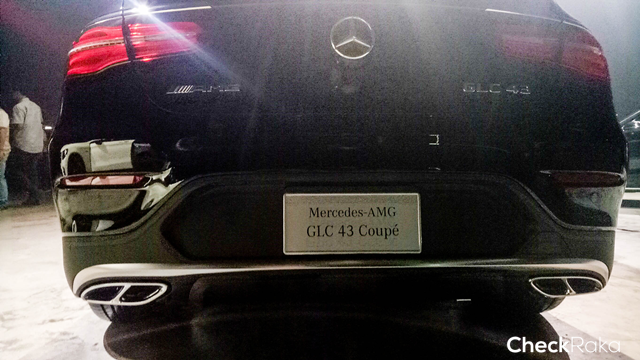 AMG
GLC 43
Mercedes-AMG
GLC 43 Coupé
CheckRaka